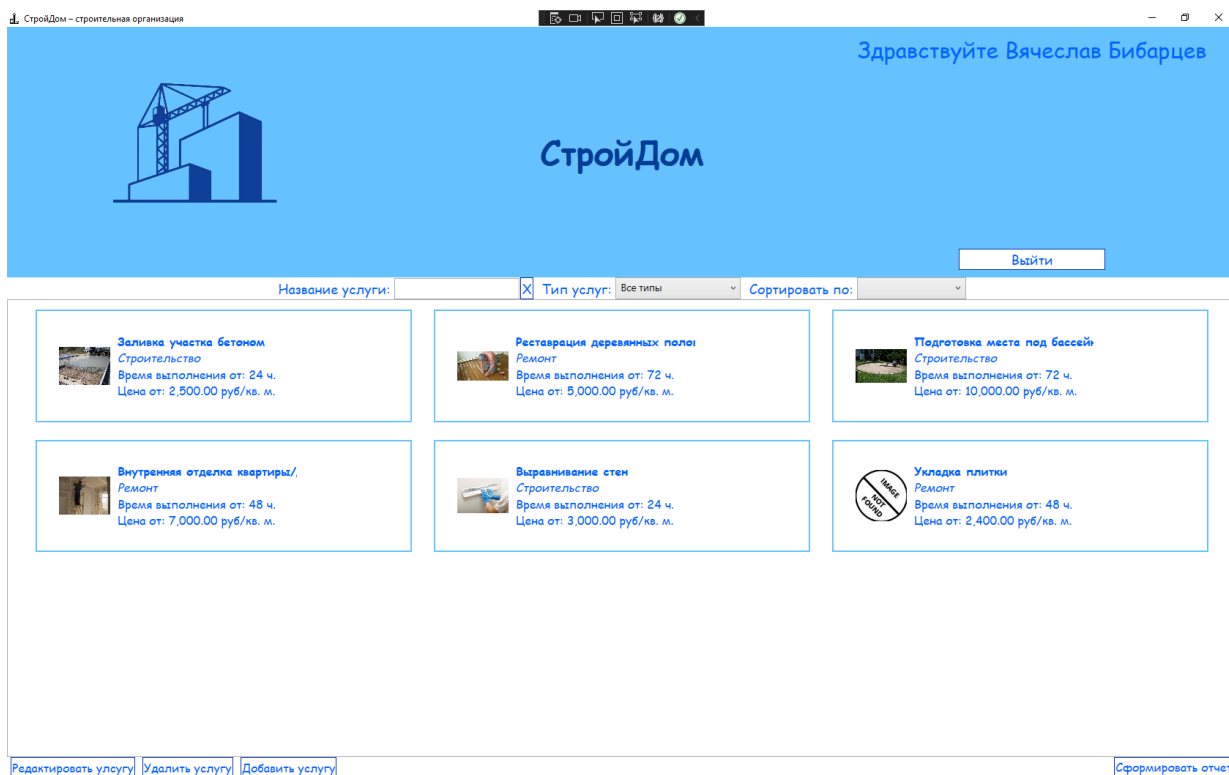 СтройДом – строительная организация
Здравствуйте Вячеслав Бибарцев
СтройДом
Выйти
Название услуги: X Тип услуг: Все типы Сортировать по:
Заливка участка бетоном
Строительство
Время выполнения от: 24 ч.
Цена от: 2,500.00 руб/кв. м.
Реставрация деревянных полов
Ремонт
Время выполнения от: 72 ч.
Цена от: 5,000.00 руб/кв. м.
Подготовка места под бассейн
Строительство
Время выполнения от: 72 ч.
Цена от: 10,000.00 руб/кв. м.
Внутренняя отделка квартиры/
Ремонт
Время выполнения от: 48 ч.
Цена от: 7,000.00 руб/кв. м.
Выравнивание стен
Строительство
Время выполнения от: 24 ч.
Цена от: 3,000.00 руб/кв. м.
IMAGE
NOT
FOUND
Укладка плитки
Ремонт
Время выполнения от: 48 ч.
Цена от: 2,400.00 руб/кв. м.
Редактировать улсугу Удалить услугу Добавить услугу Сформировать отчет